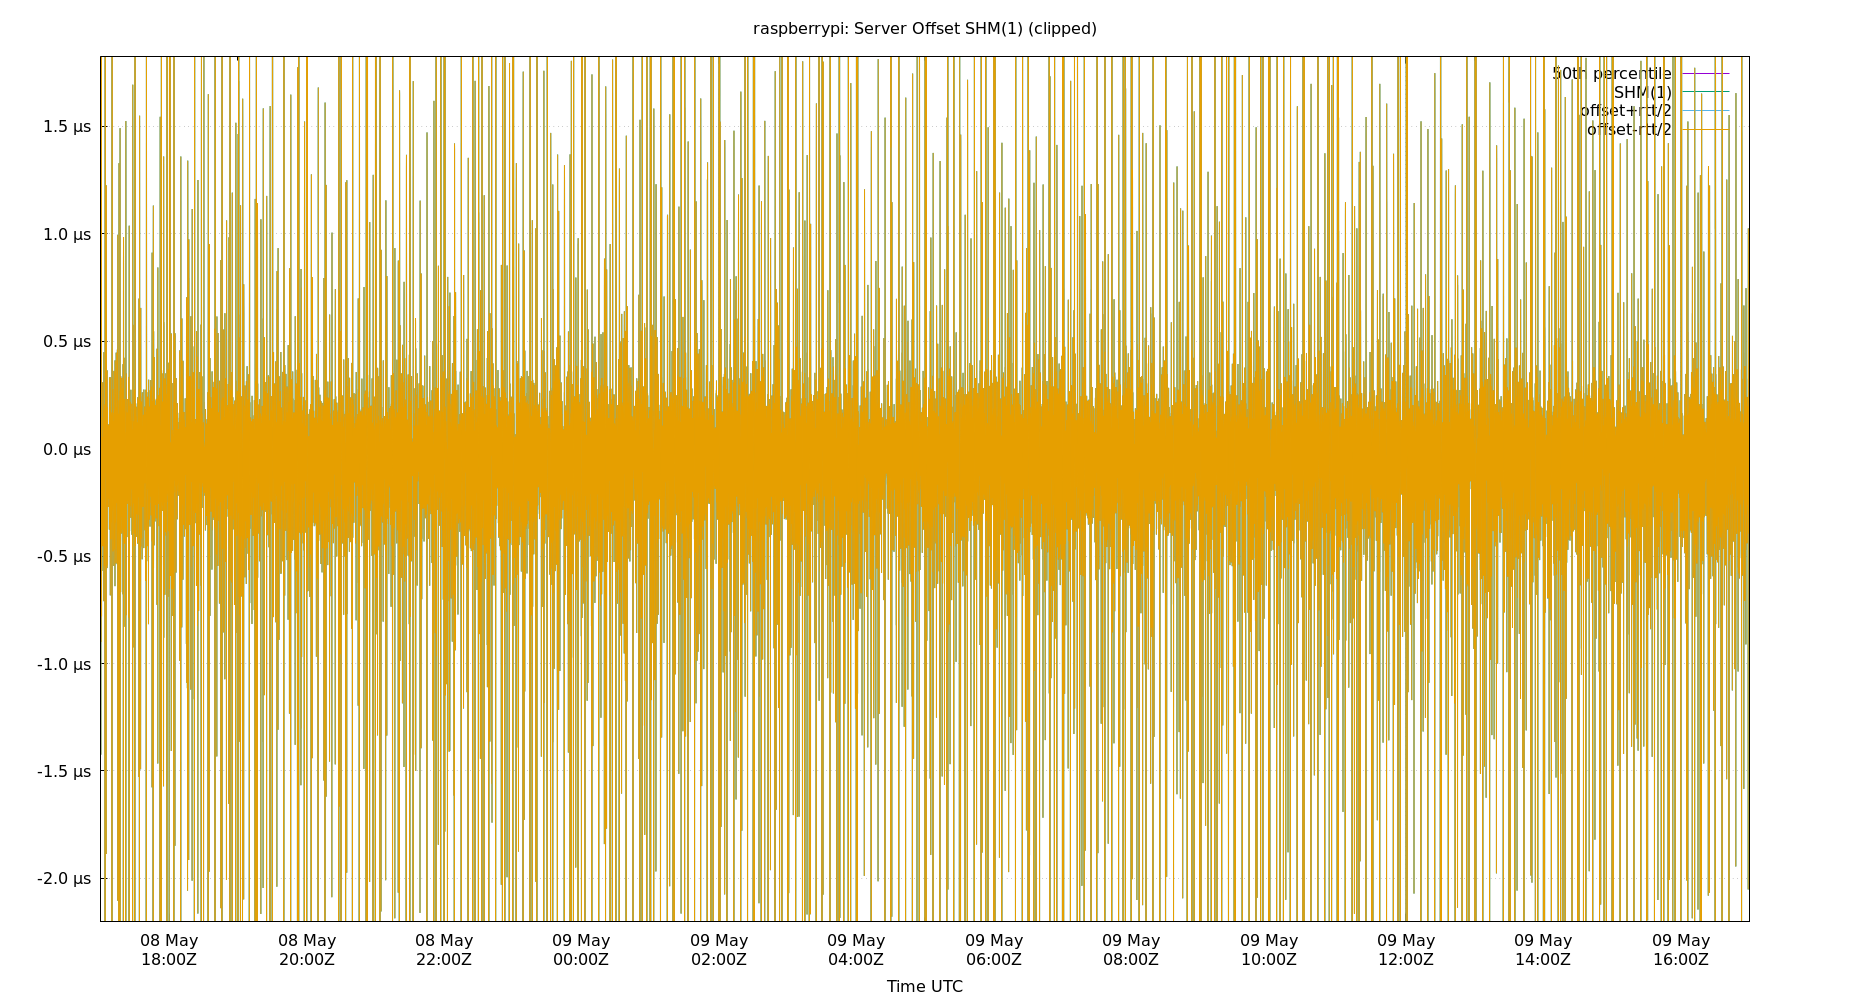 raspberrypi: Server Offset SHM(1) (clipped)
50th percentile
SHM(1)
offset+rtt/2
offset-rtt/2
1.5 µs
1.0 µs
0.5 µs
0.0 µs
-0.5 µs
-1.0 µs
-1.5 µs
-2.0 µs
08 May 08 May 08 May 09 May 09 May 09 May 09 May 09 May 09 May 09 May 09 May 09 May
18:00Z 20:00Z 22:00Z 00:00Z 02:00Z 04:00Z 06:00Z 08:00Z 10:00Z 12:00Z 14:00Z 16:00Z
Time UTC